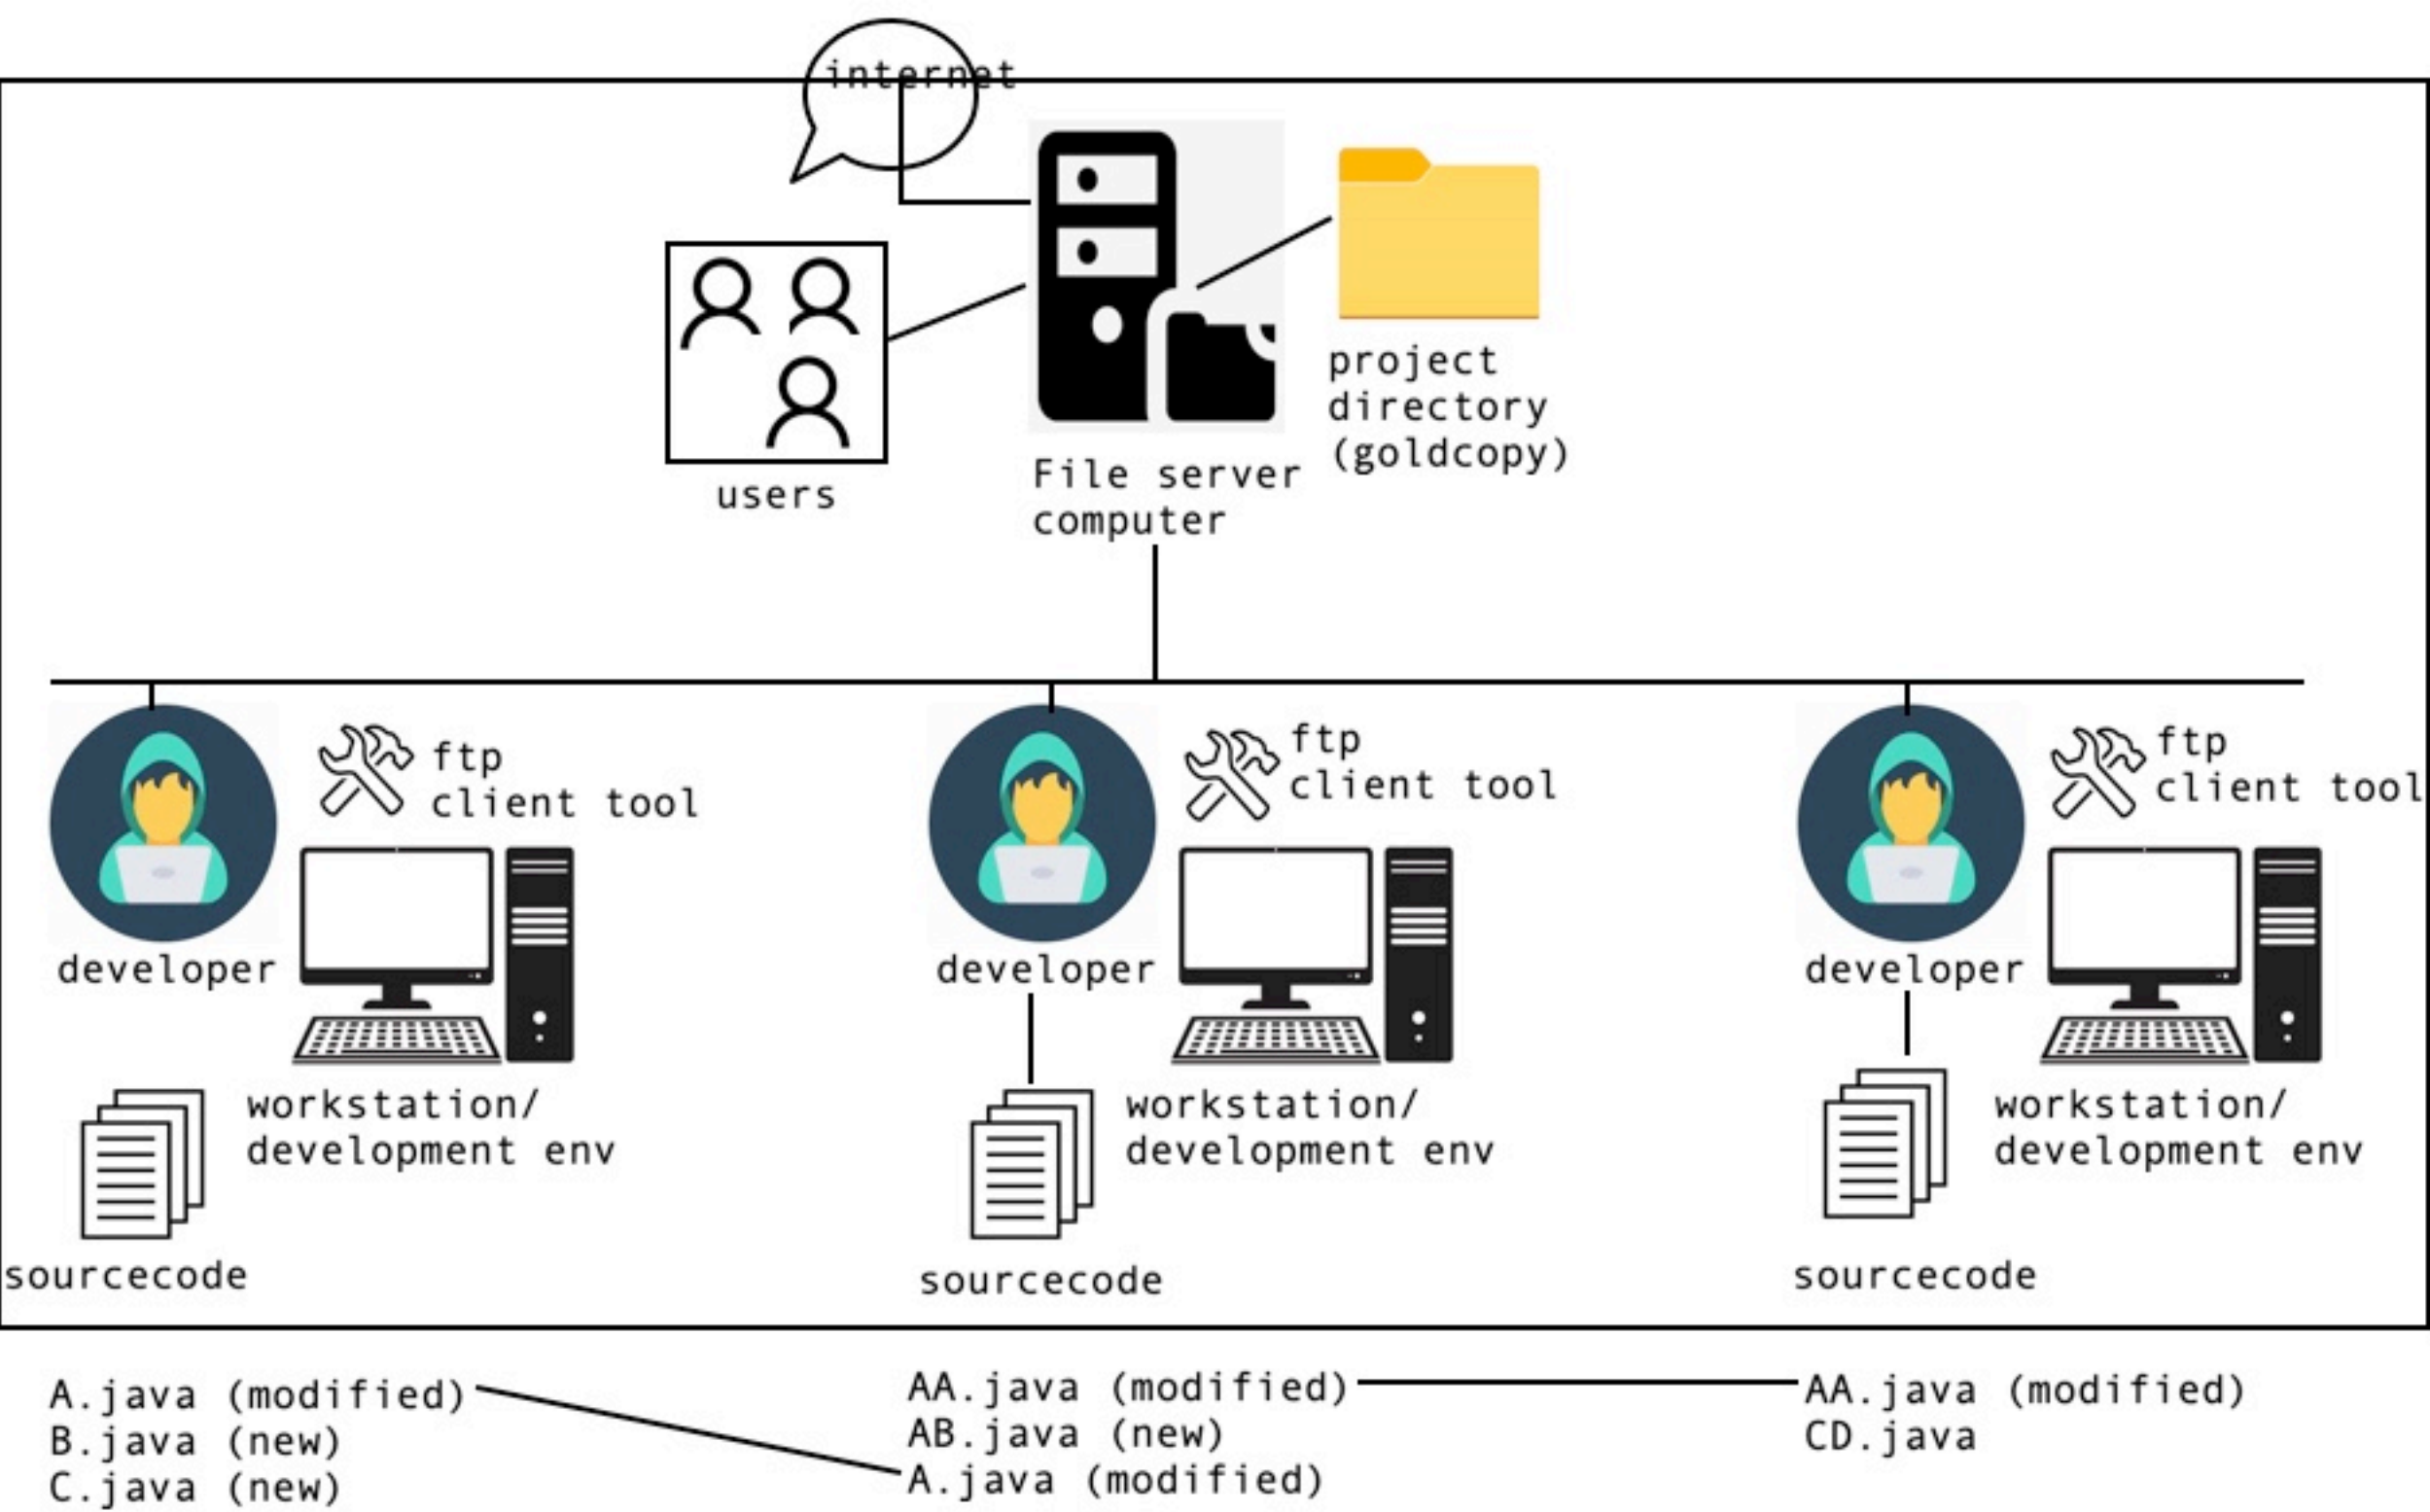 internet
project
directory
(goldcopy)
File server
computer
users
ftp
client tool
ftp
client tool
ftp
client tool
developer
developer
developer
workstation/
development env
workstation/
development env
workstation/
development env
sourcecode
sourcecode
sourcecode
A.java (modified)
B.java (new)
C.java (new)
AA.java (modified)
AB.java (new)
A.java (modified)
AA.java (modified)
CD.java